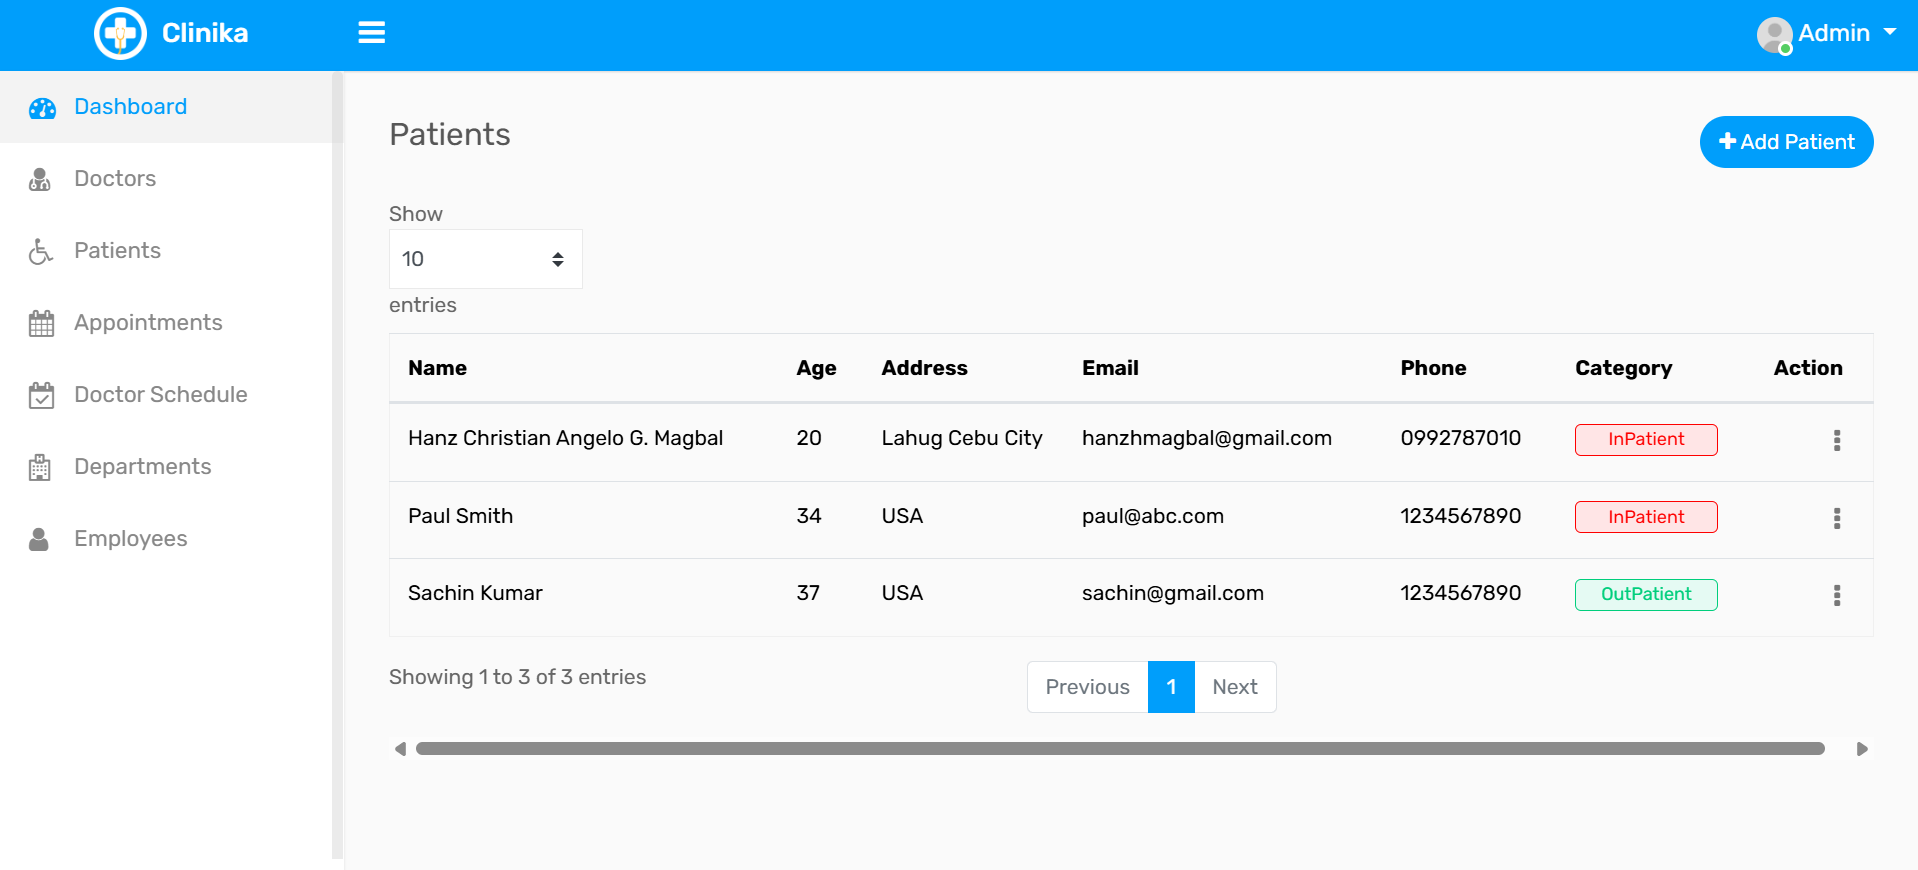 Clinika
Admin
Dashboard
Doctors
Patients
Appointments
Doctor Schedule
Departments
Employees
Patients
Add Patient
Show
10
entries
Name Age Address Email Phone Category Action
Hanz Christian Angelo G. Magbal 20 Lahug Cebu City hanzhmagbal@gmail.com 0992787010 InPatient
Paul Smith 34 USA paul@abc.com 1234567890 InPatient
Sachin Kumar 37 USA sachin@gmail.com 1234567890 OutPatient
Showing 1 to 3 of 3 entries
Previous 1 Next